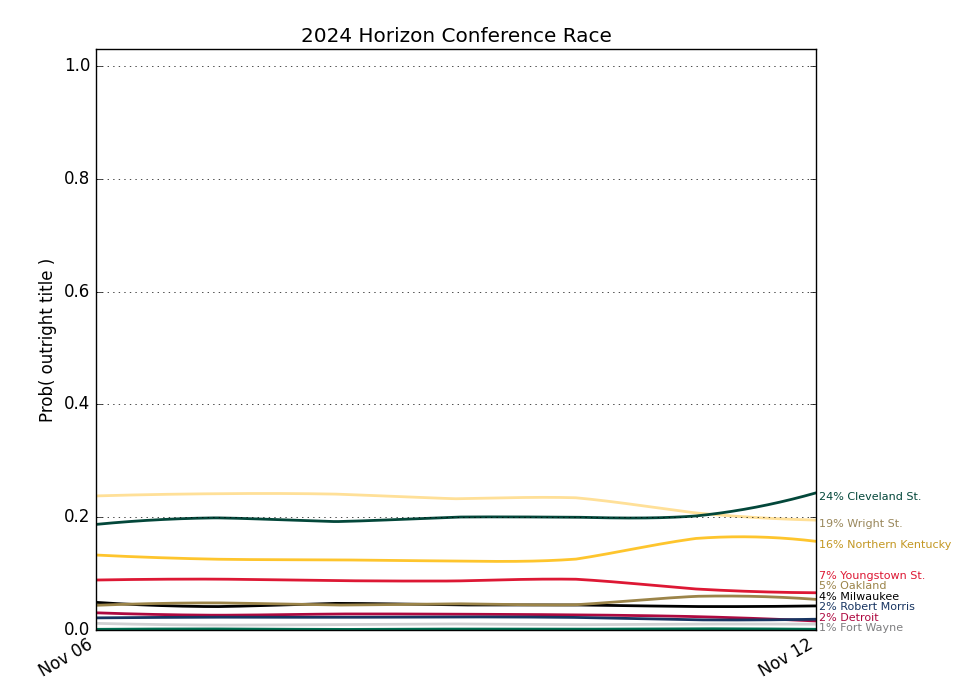 2024 Horizon Conference Race
Prob( outright title )
1.0
0.8
0.6
0.4
0.2
0.0
Nov 06
Nov 12
24% Cleveland St.
19% Wright St.
16% Northern Kentucky
7% Youngstown St.
5% Oakland
4% Milwaukee
2% Robert Morris
2% Detroit
1% Fort Wayne